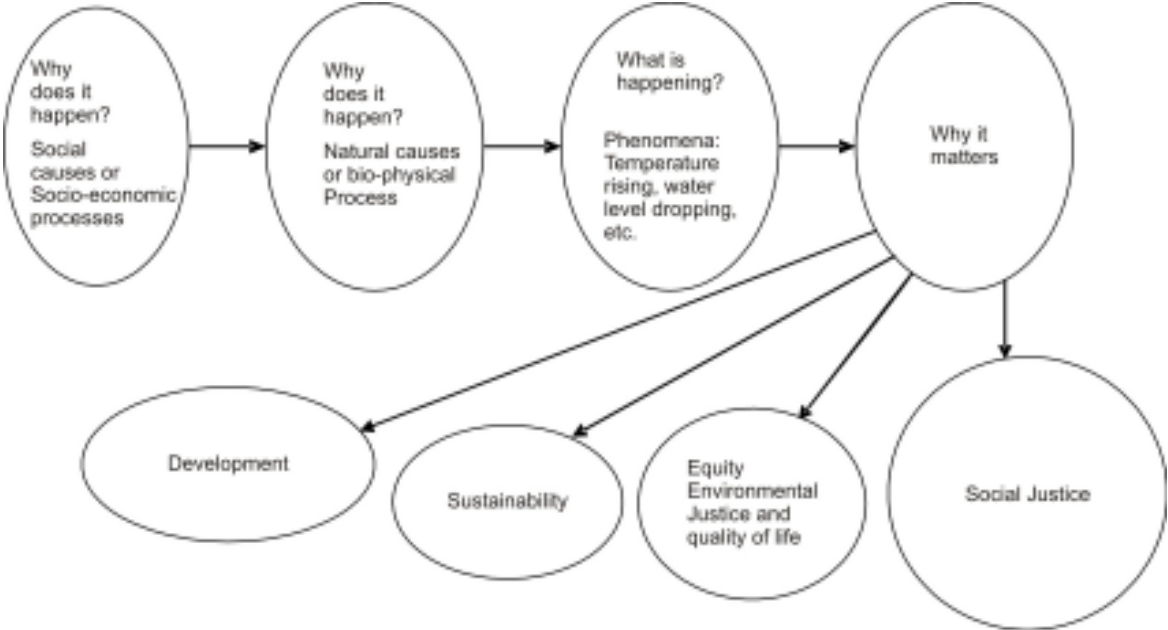 Why
does it
happen?
Social
causes or
Socio-economic
processes
Why
does it
happen?
Natural causes
or bio-physical
Process
What is
happening?
Phenomena:
Temperature
rising, water
level dropping,
etc.
Why it
matters
Development
Sustainability
Equity
Environmental
Justice and
quality of life
Social Justice